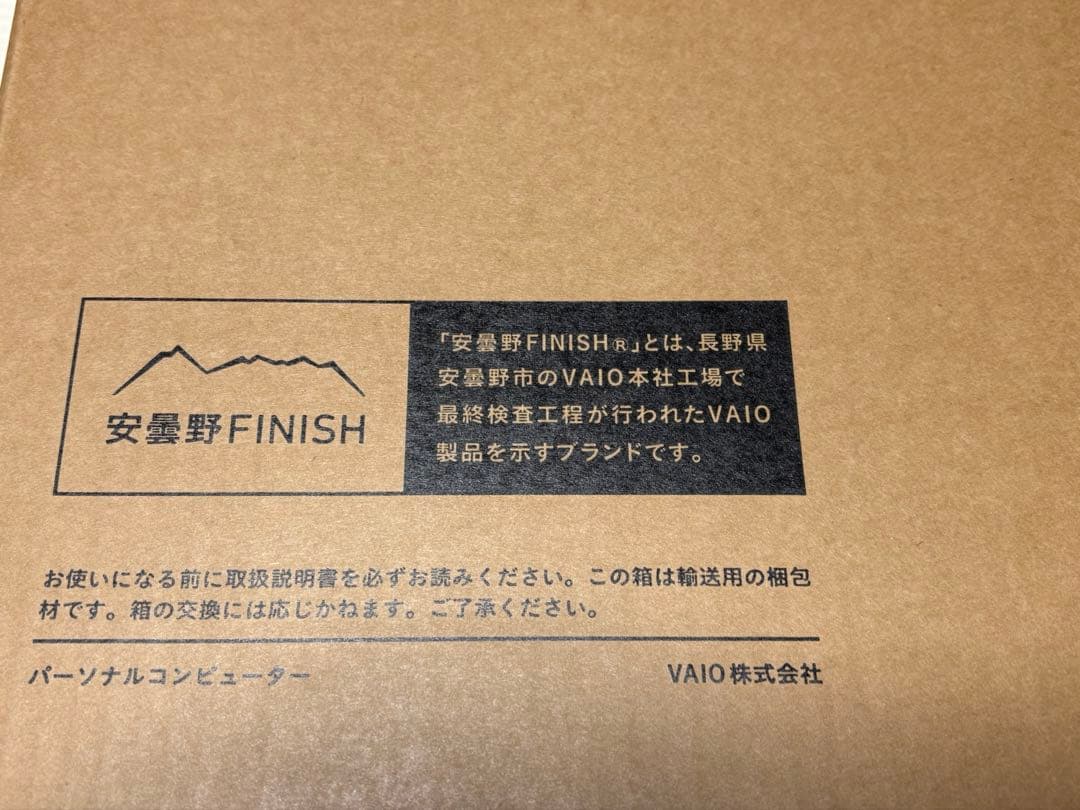 安曇野FINISH
「安曇野FINISH®」とは、長野県
安曇野市のVAIO本社工場で
最終検査工程が行われたVAIO
製品を示すブランドです。
お使いになる前に取扱説明書を必ずお読みください。この箱は輸送用の梱包
材です。箱の交換には応じかねます。ご了承ください。
パーソナルコンピューター
VAIO株式会社